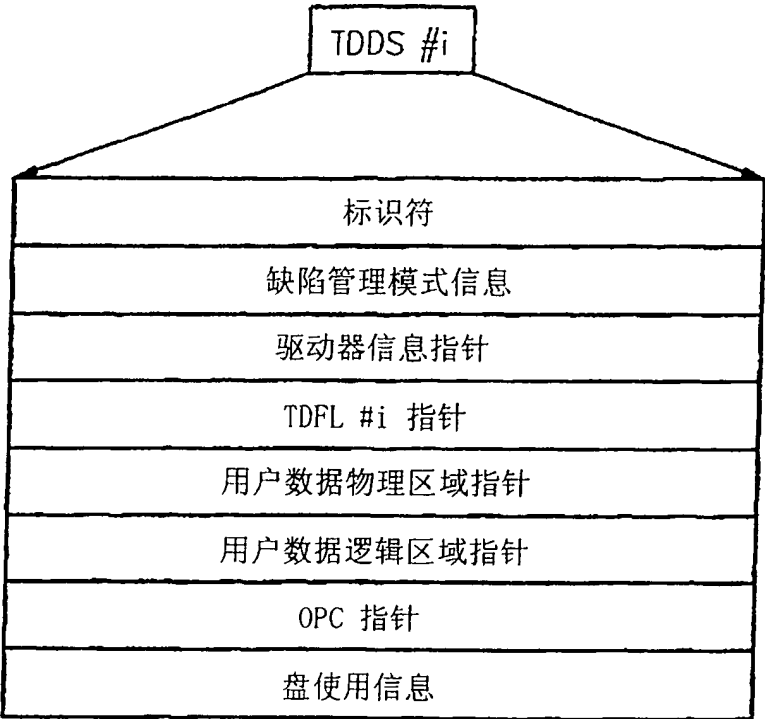 TDDS #i
标识符
缺陷管理模式信息
驱动器信息指针
TDFL #i 指针
用户数据物理区域指针
用户数据逻辑区域指针
OPC 指针
盘使用信息